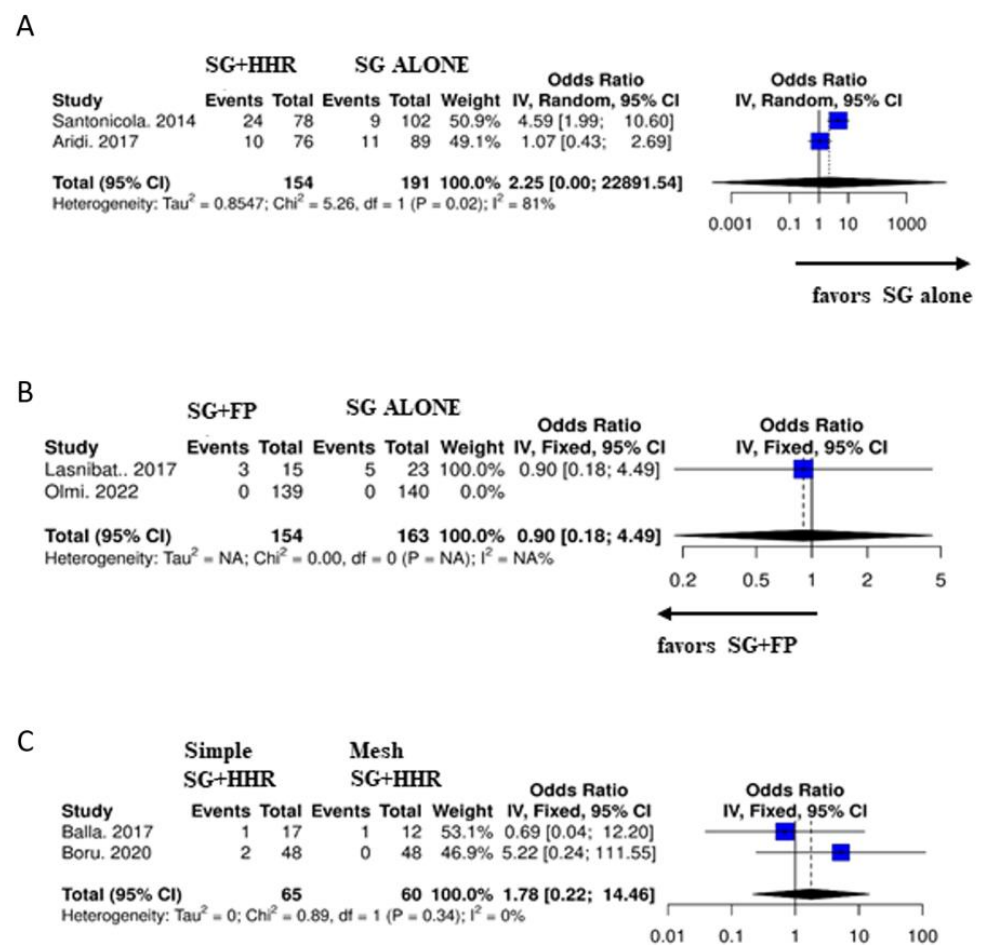 A
SG+HHR SG ALONE
Odds Ratio Odds Ratio
Study Events Total Events Total Weight IV, Random, 95% CI IV, Random, 95% CI
Santonicola. 2014 24 78 9 102 50.9% 4.59 [1.99; 10.60]
Aridi. 2017 10 76 11 89 49.1% 1.07 [0.43; 2.69]
Total (95% CI) 154 191 100.0% 2.25 [0.00; 22891.54]
Heterogeneity: Tau² = 0.8547; Chi² = 5.26, df = 1 (P = 0.02); I² = 81%
0.001 0.1 1 10 1000
favors SG alone
B
SG+FP SG ALONE
Odds Ratio Odds Ratio
Study Events Total Events Total Weight IV, Fixed, 95% CI IV, Fixed, 95% CI
Lasnibat.. 2017 3 15 5 23 100.0% 0.90 [0.18; 4.49]
Olmi. 2022 0 139 0 140 0.0%
Total (95% CI) 154 163 100.0% 0.90 [0.18; 4.49]
Heterogeneity: Tau² = NA; Chi² = 0.00, df = 0 (P = NA); I² = NA%
0.2 0.5 1 2 5
favors SG+FP
C
Simple Mesh
SG+HHR SG+HHR
Odds Ratio Odds Ratio
Study Events Total Events Total Weight IV, Fixed, 95% CI IV, Fixed, 95% CI
Balla. 2017 1 17 1 12 53.1% 0.69 [0.04; 12.20]
Boru. 2020 2 48 0 48 46.9% 5.22 [0.24; 111.55]
Total (95% CI) 65 60 100.0% 1.78 [0.22; 14.46]
Heterogeneity: Tau² = 0; Chi² = 0.89, df = 1 (P = 0.34); I² = 0%
0.01 0.1 1 10 100